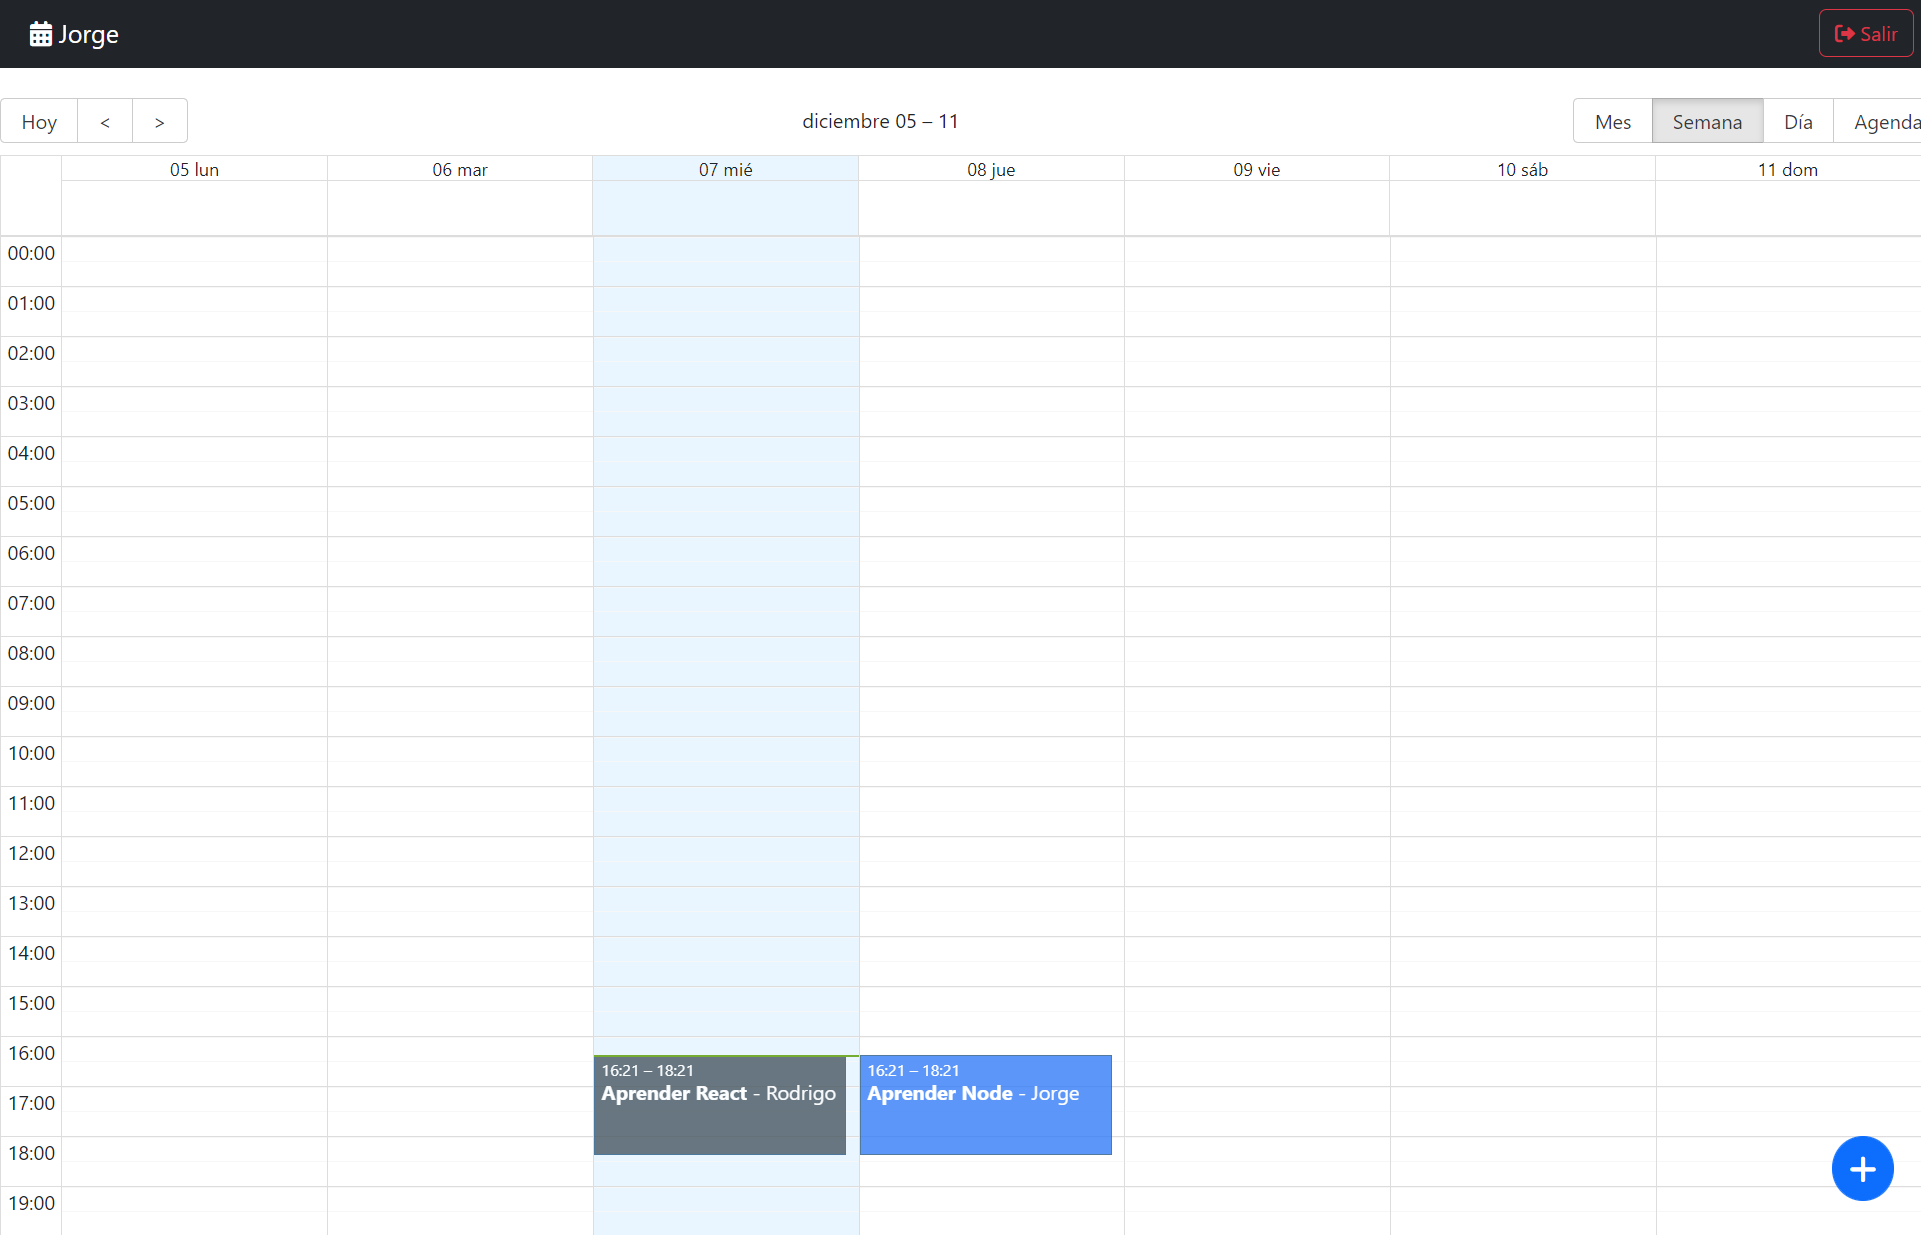 Jorge
Salir
Hoy < >
diciembre 05 – 11
Mes Semana Día Agenda
05 lun 06 mar 07 mié 08 jue 09 vie 10 sáb 11 dom
00:00
01:00
02:00
03:00
04:00
05:00
06:00
07:00
08:00
09:00
10:00
11:00
12:00
13:00
14:00
15:00
16:00
16:21 – 18:21
Aprender React - Rodrigo
16:21 – 18:21
Aprender Node - Jorge
17:00
18:00
19:00